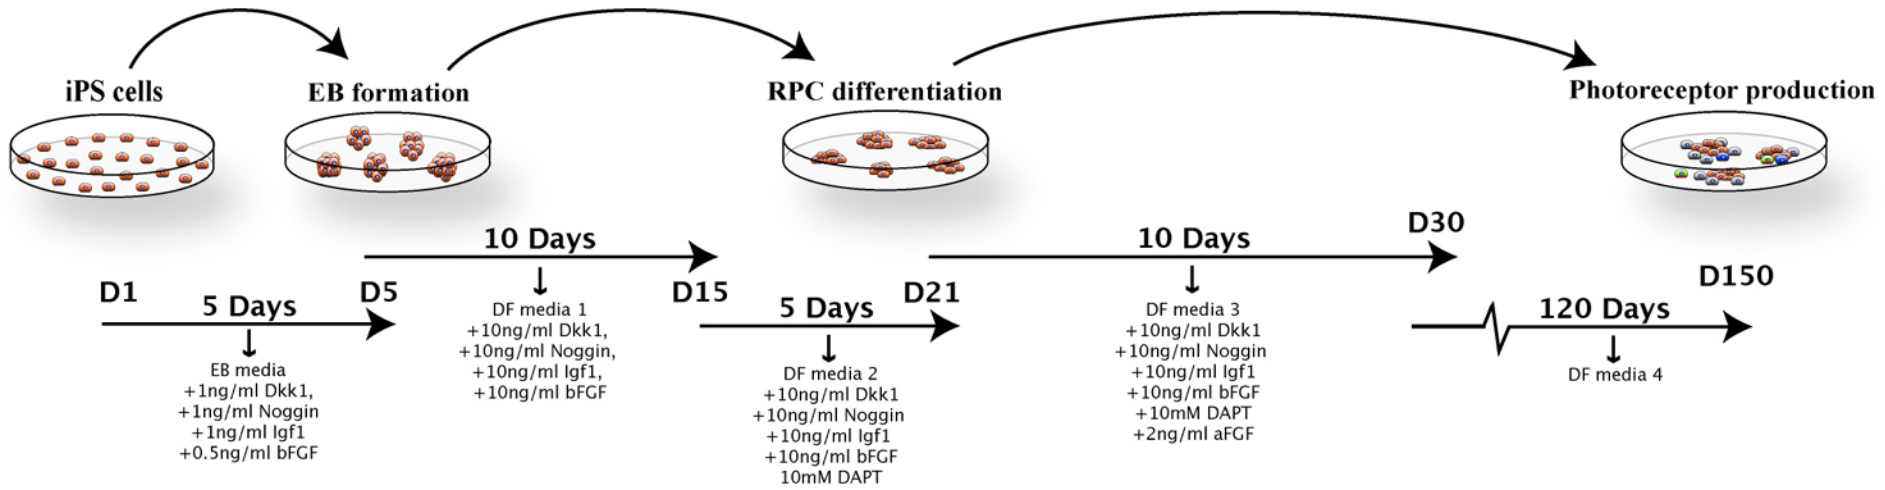 iPS cells
EB formation
RPC differentiation
Photoreceptor production
D1
5 Days
D5
EB media
+1ng/ml Dkk1,
+1ng/ml Noggin
+1ng/ml Igf1
+0.5ng/ml bFGF
10 Days
D15
DF media 1
+10ng/ml Dkk1,
+10ng/ml Noggin,
+10ng/ml Igf1,
+10ng/ml bFGF
5 Days
D21
DF media 2
+10ng/ml Dkk1
+10ng/ml Noggin
+10ng/ml Igf1
+10ng/ml bFGF
10mM DAPT
10 Days
D30
DF media 3
+10ng/ml Dkk1
+10ng/ml Noggin
+10ng/ml Igf1
+10ng/ml bFGF
+10mM DAPT
+2ng/ml aFGF
120 Days
D150
DF media 4